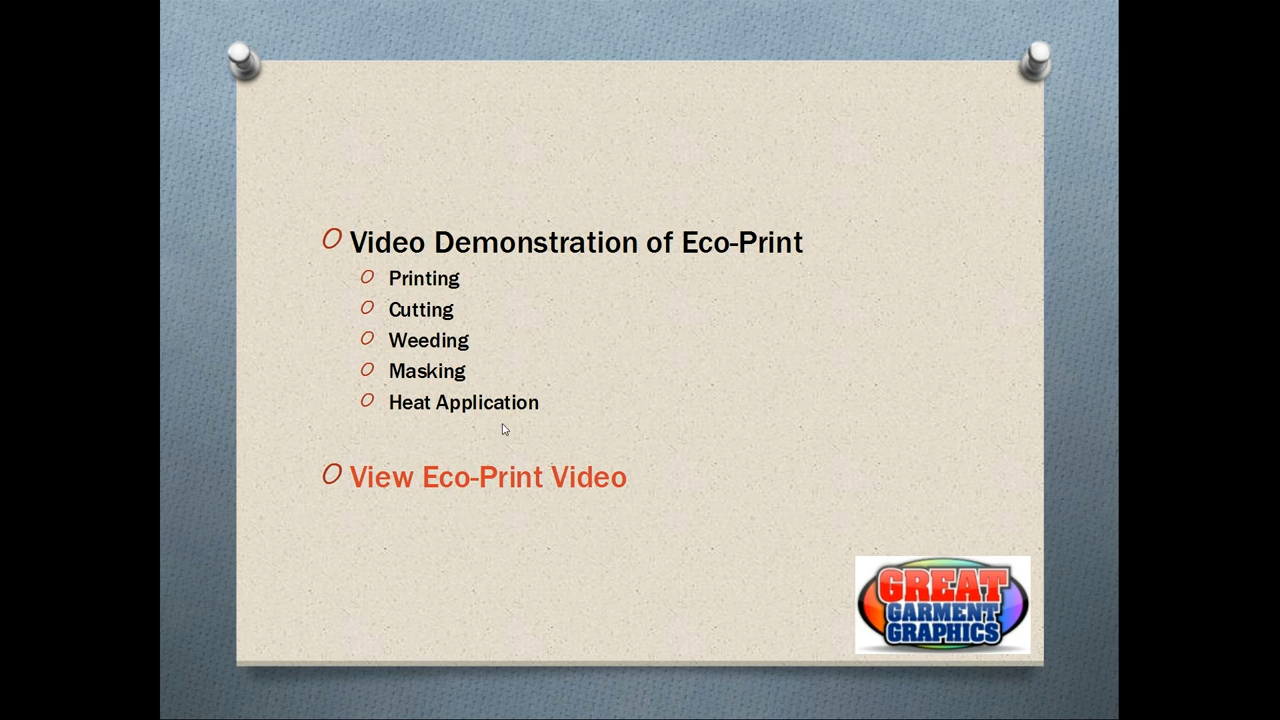 Video Demonstration of Eco-Print
Printing
Cutting
Weeding
Masking
Heat Application
View Eco-Print Video
GREAT
GARMENT
GRAPHICS